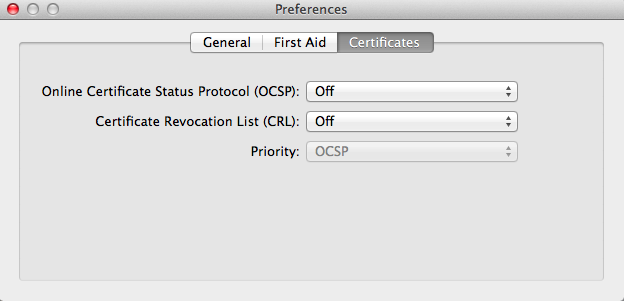 Preferences
General First Aid Certificates
Online Certificate Status Protocol (OCSP): Off
Certificate Revocation List (CRL): Off
Priority: OCSP